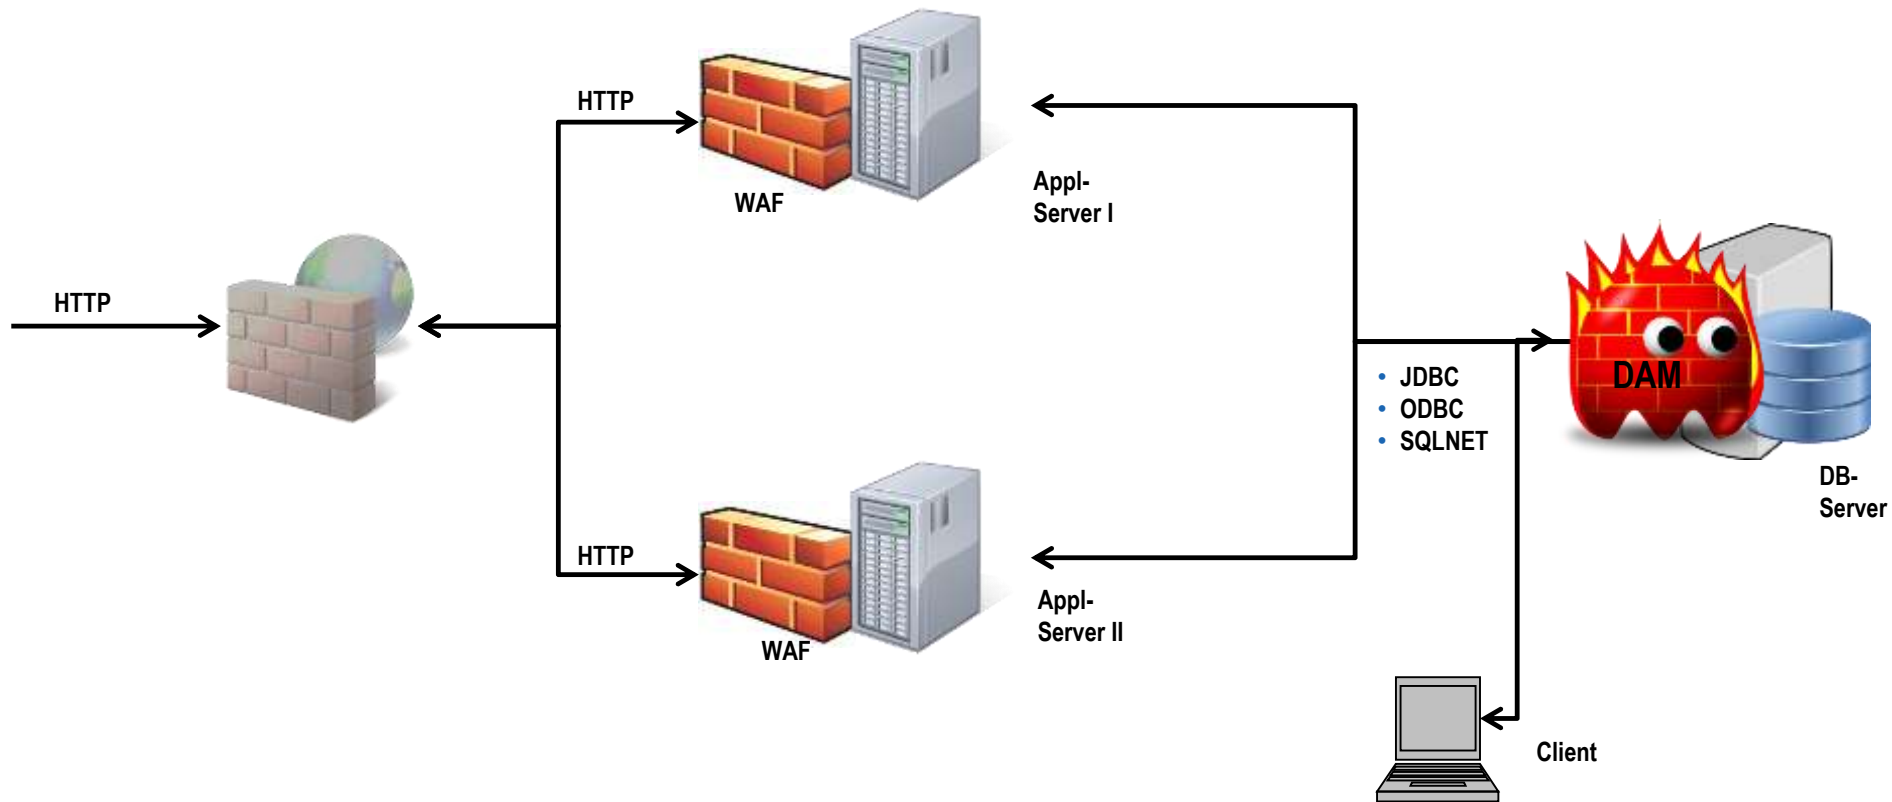 HTTP
HTTP
WAF
Appl-
Server I
HTTP
WAF
Appl-
Server II
• JDBC
• ODBC
• SQLNET
DAM
DB-
Server
Client